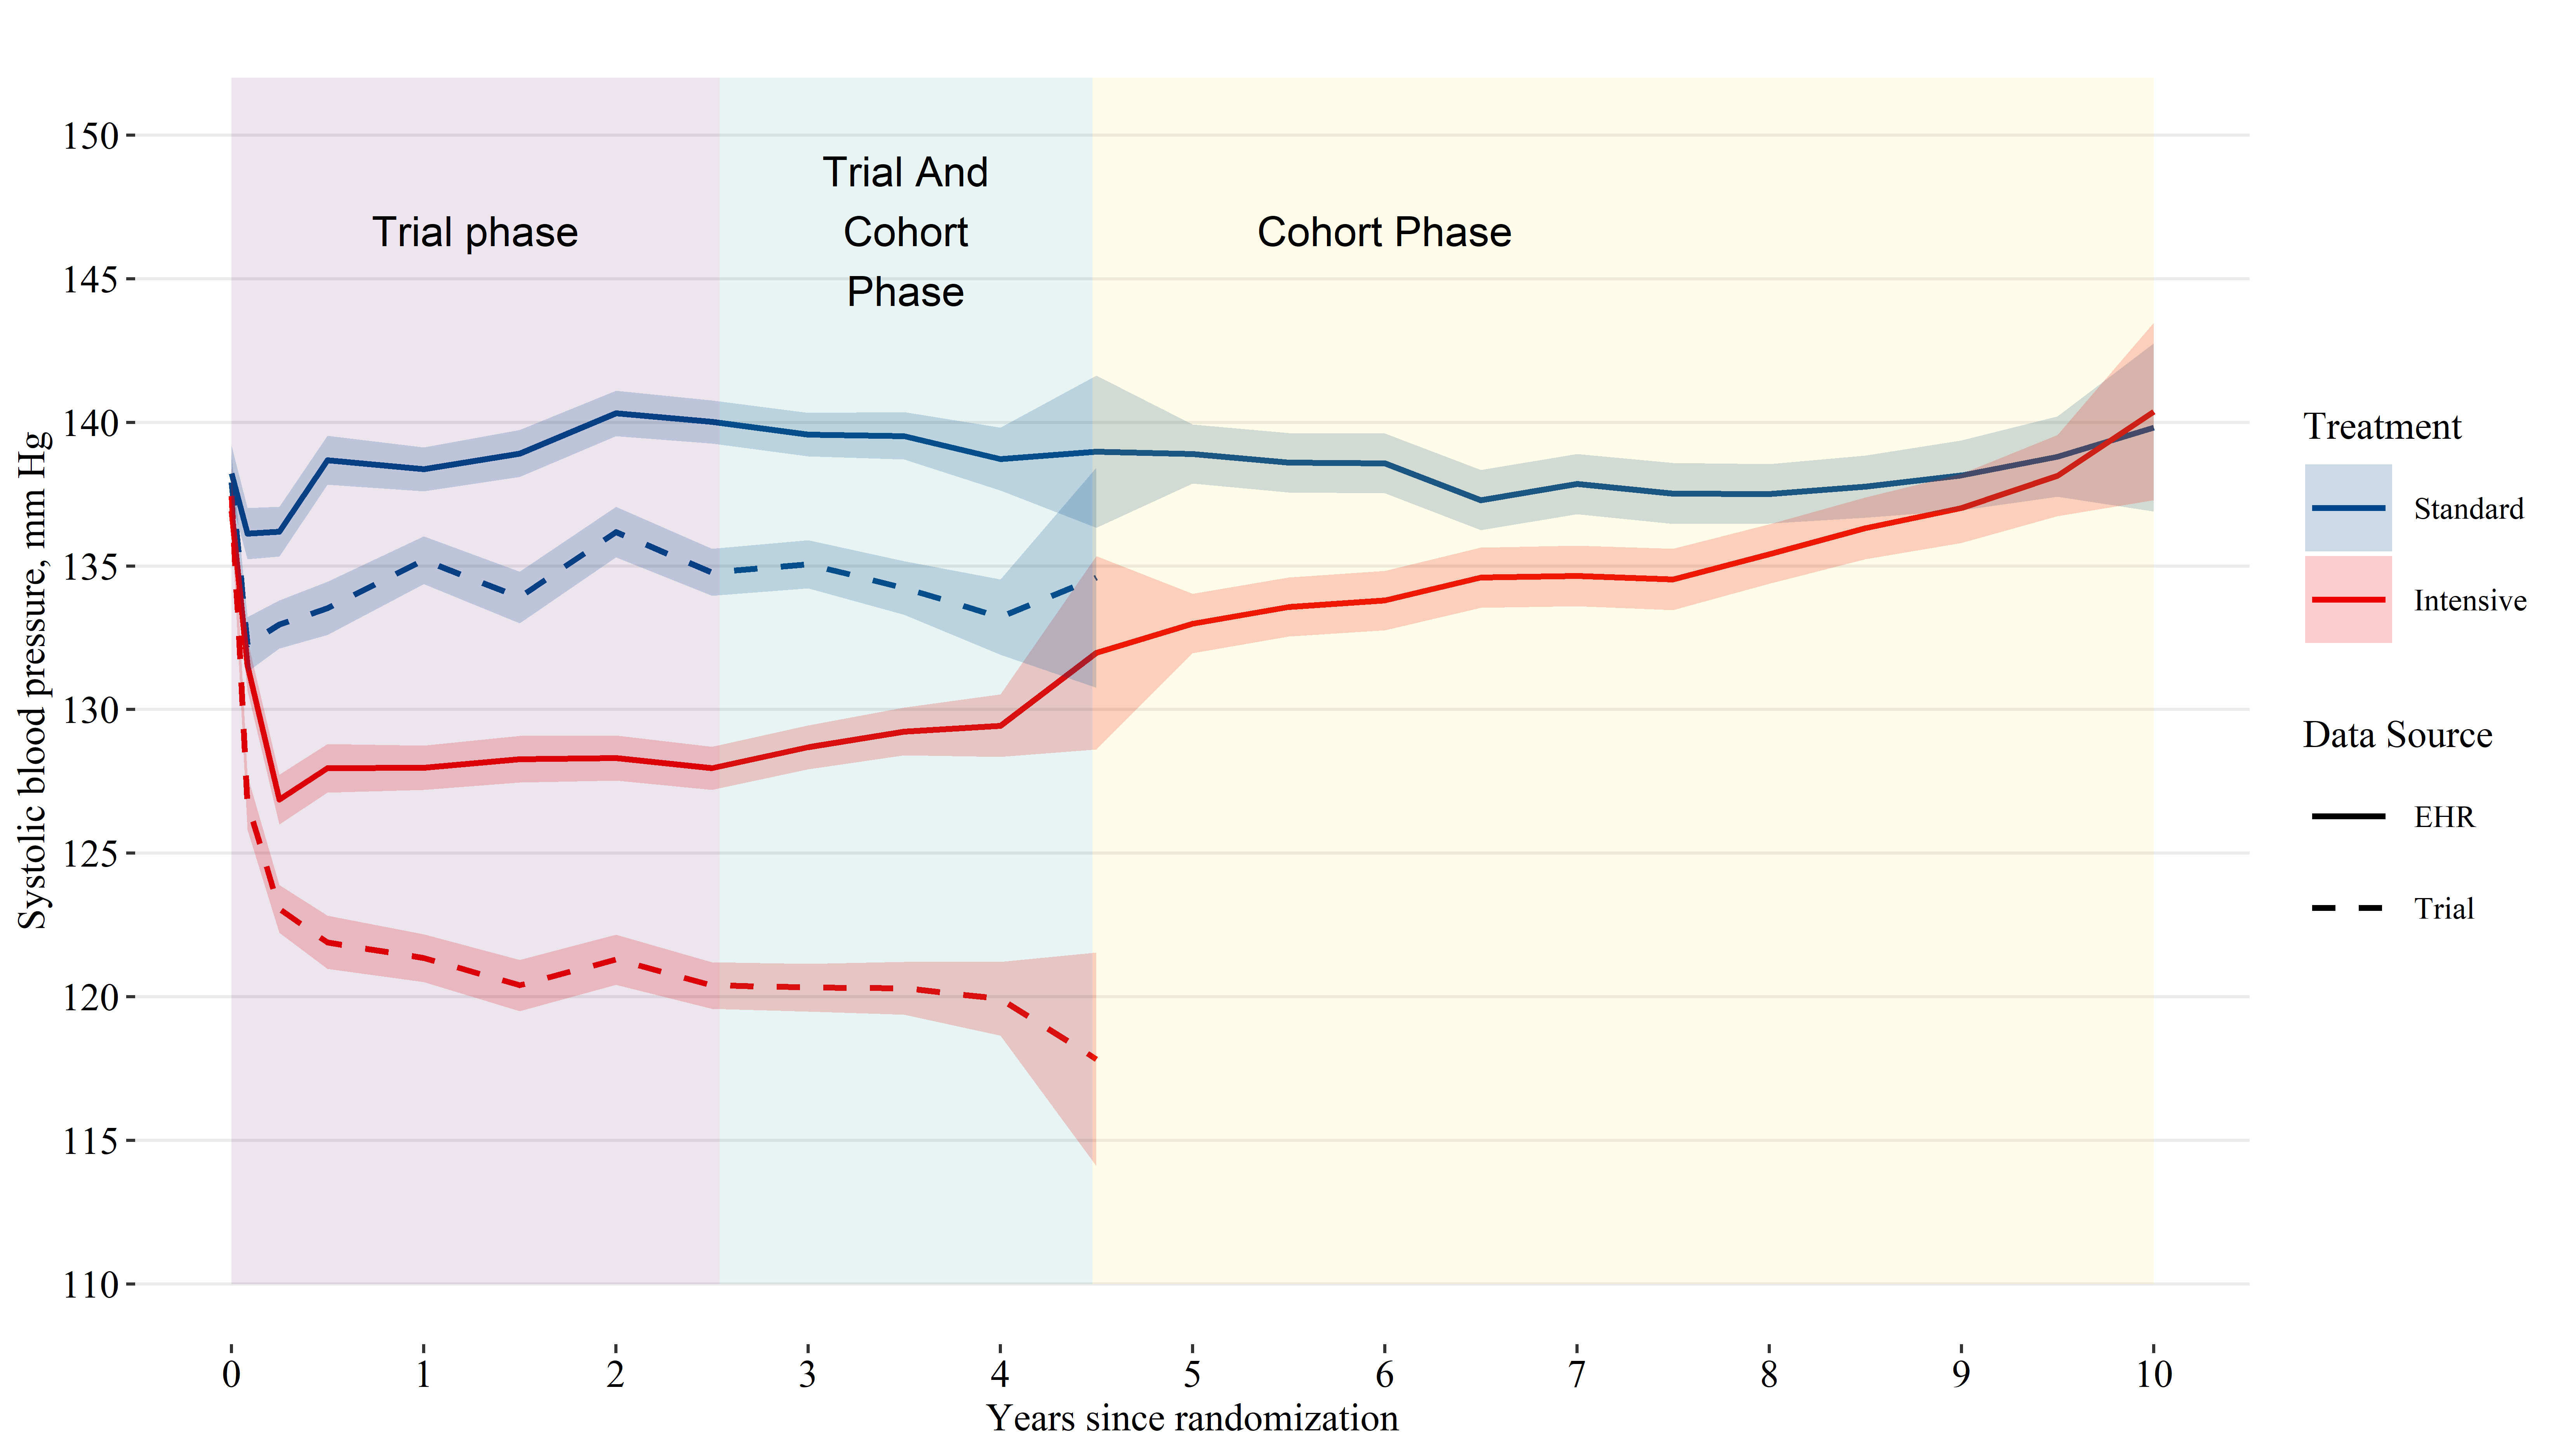 150
145
140
135
130
125
120
115
110
Systolic blood pressure, mm Hg
Trial phase
Trial And
Cohort
Phase
Cohort Phase
0 1 2 3 4 5 6 7 8 9 10
Years since randomization
Treatment
Standard
Intensive
Data Source
EHR
Trial